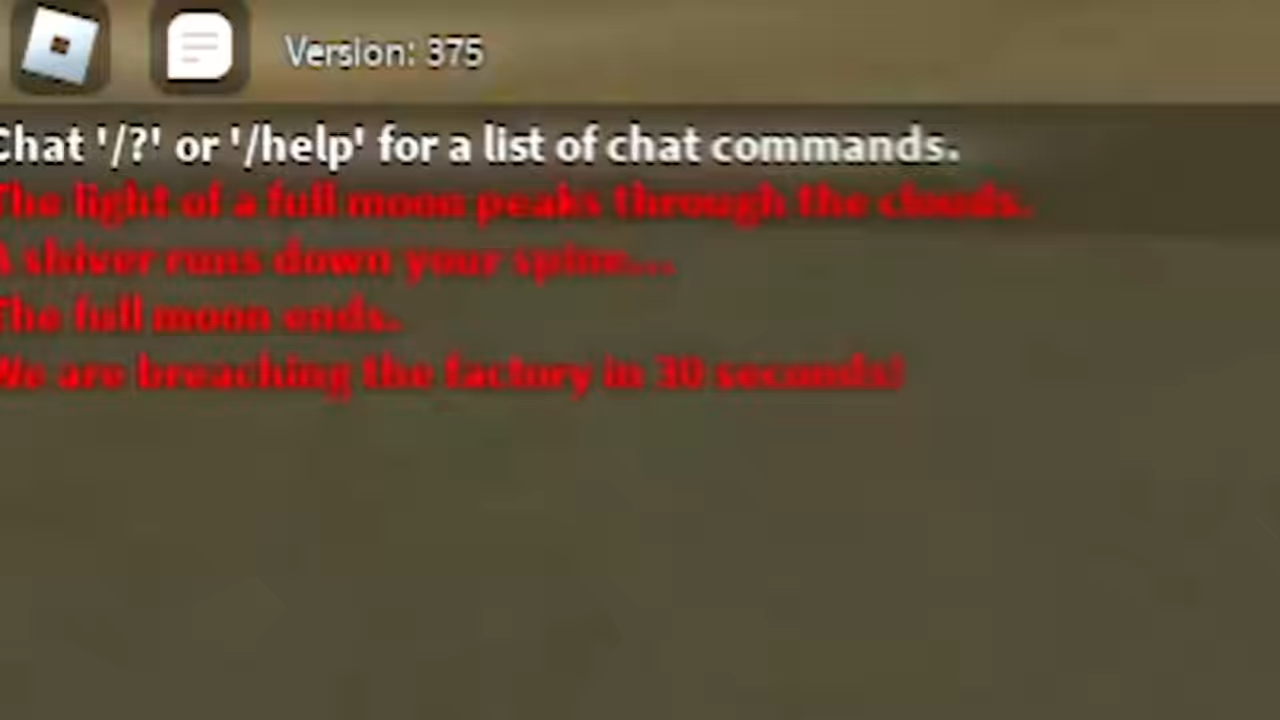 Version: 375
Chat '/?' or '/help' for a list of chat commands.
The light of a full moon peaks through the clouds.
A shiver runs down your spine...
The full moon ends.
We are breaching the factory in 30 seconds!